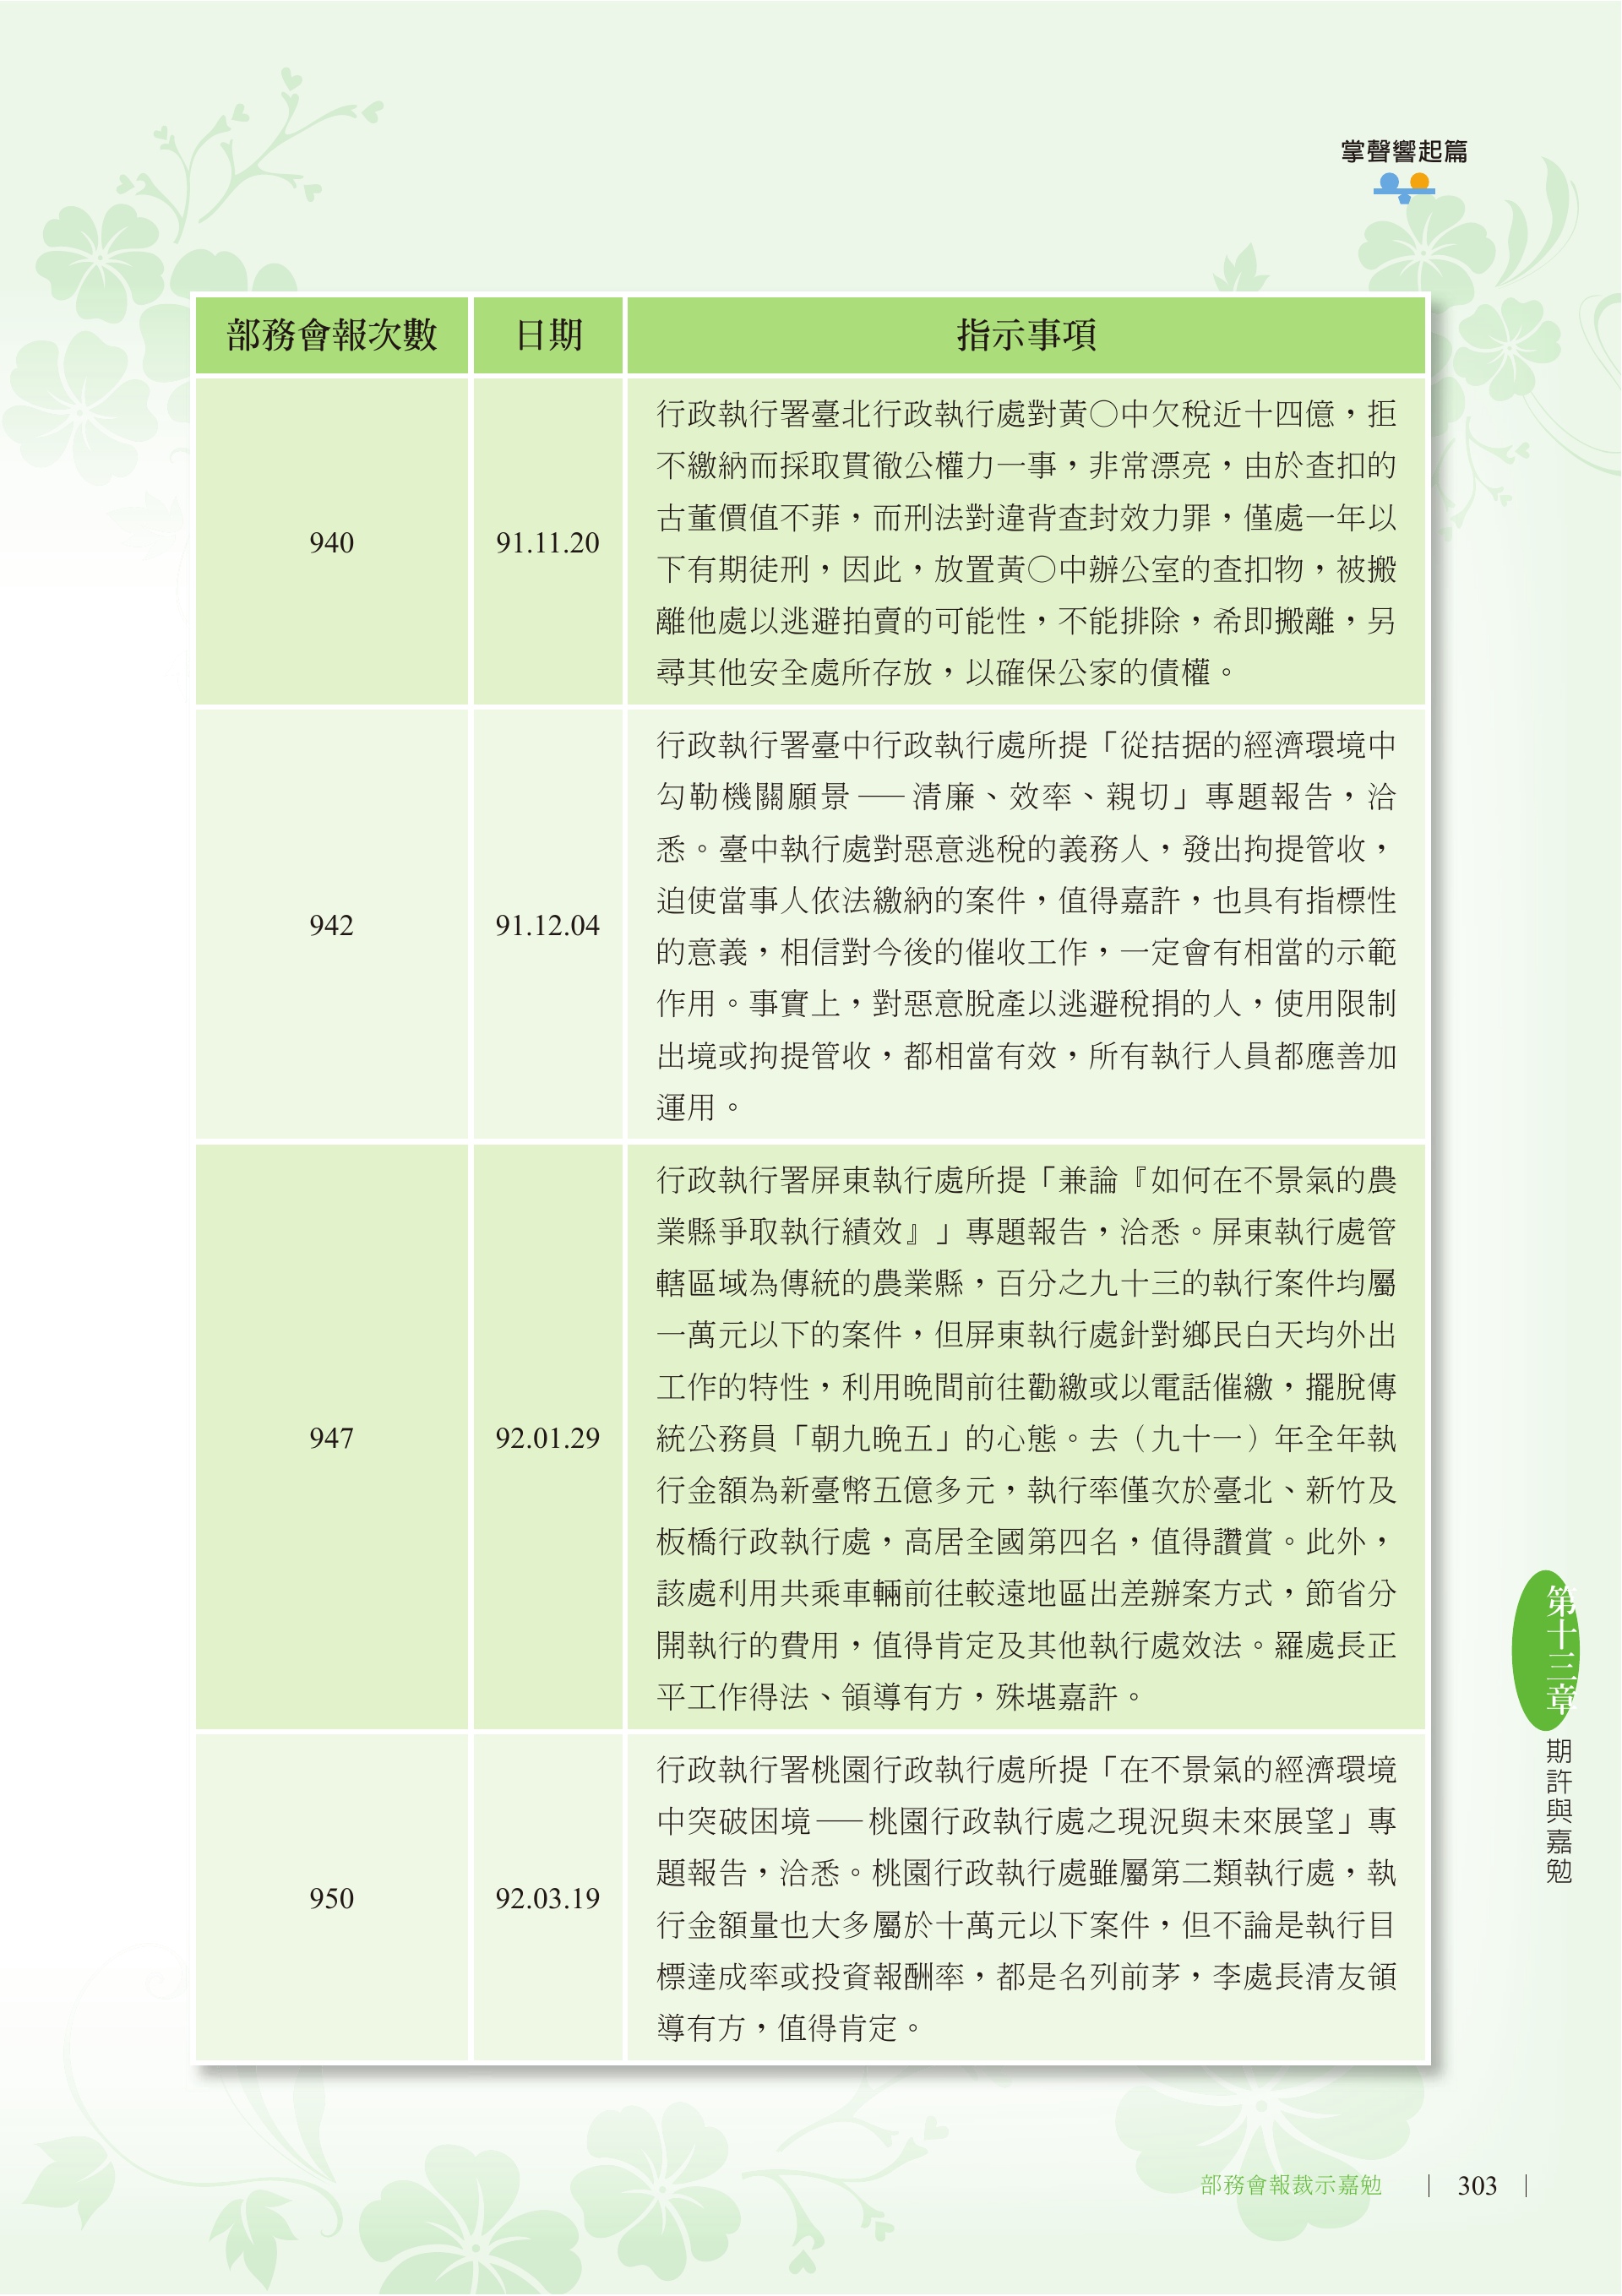 掌聲響起篇
部務會報次數 日期 指示事項
940 91.11.20
行政執行署臺北行政執行處對黃○中欠稅近十四億，拒
不繳納而採取貫徹公權力一事，非常漂亮，由於查扣的
古董價值不菲，而刑法對違背查封效力罪，僅處一年以
下有期徒刑，因此，放置黃○中辦公室的查扣物，被搬
離他處以逃避拍賣的可能性，不能排除，希即搬離，另
尋其他安全處所存放，以確保公家的債權。
942 91.12.04
行政執行署臺中行政執行處所提「從拮据的經濟環境中
勾勒機關願景──清廉、效率、親切」專題報告，洽
悉。臺中執行處對惡意逃稅的義務人，發出拘提管收，
迫使當事人依法繳納的案件，值得嘉許，也具有指標性
的意義，相信對今後的催收工作，一定會有相當的示範
作用。事實上，對惡意脫產以逃避稅捐的人，使用限制
出境或拘提管收，都相當有效，所有執行人員都應善加
運用。
947 92.01.29
行政執行署屏東執行處所提「兼論『如何在不景氣的農
業縣爭取執行績效』」專題報告，洽悉。屏東執行處管
轄區域為傳統的農業縣，百分之九十三的執行案件均屬
一萬元以下的案件，但屏東執行處針對鄉民白天均外出
工作的特性，利用晚間前往勸繳或以電話催繳，擺脫傳
統公務員「朝九晚五」的心態。去（九十一）年全年執
行金額為新臺幣五億多元，執行率僅次於臺北、新竹及
板橋行政執行處，高居全國第四名，值得讚賞。此外，
該處利用共乘車輛前往較遠地區出差辦案方式，節省分
開執行的費用，值得肯定及其他執行處效法。羅處長正
平工作得法、領導有方，殊堪嘉許。
950 92.03.19
行政執行署桃園行政執行處所提「在不景氣的經濟環境
中突破困境──桃園行政執行處之現況與未來展望」專
題報告，洽悉。桃園行政執行處雖屬第二類執行處，執
行金額量也大多屬於十萬元以下案件，但不論是執行目
標達成率或投資報酬率，都是名列前茅，李處長清友領
導有方，值得肯定。
第十三章 期許與嘉勉
部務會報裁示嘉勉 | 303 |